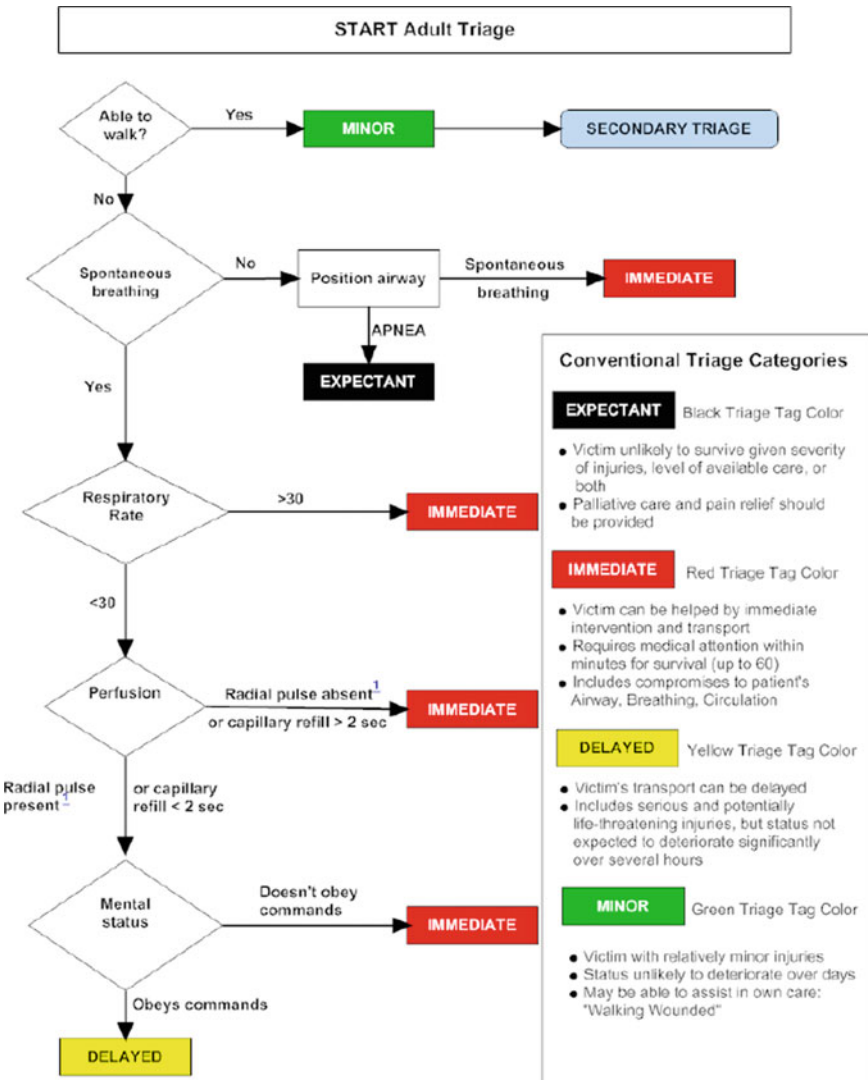 START Adult Triage
Able to
walk?
Yes
MINOR
SECONDARY TRIAGE
No
Spontaneous
breathing
No
Position airway
Spontaneous
breathing
IMMEDIATE
APNEA
EXPECTANT
Yes
Respiratory
Rate
>30
IMMEDIATE
<30
Perfusion
Radial pulse absent1
or capillary refill > 2 sec
IMMEDIATE
Radial pulse
present1
or capillary
refill < 2 sec
Mental
status
Doesn't obey
commands
IMMEDIATE
Obeys commands
DELAYED
Conventional Triage Categories
EXPECTANT Black Triage Tag Color
● Victim unlikely to survive given severity
of injuries, level of available care, or
both
● Palliative care and pain relief should
be provided
IMMEDIATE Red Triage Tag Color
● Victim can be helped by immediate
intervention and transport
● Requires medical attention within
minutes for survival (up to 60)
● Includes compromises to patient's
Airway, Breathing, Circulation
DELAYED Yellow Triage Tag Color
● Victim's transport can be delayed
● Includes serious and potentially
life-threatening injuries, but status not
expected to deteriorate significantly
over several hours
MINOR Green Triage Tag Color
● Victim with relatively minor injuries
● Status unlikely to deteriorate over days
● May be able to assist in own care:
"Walking Wounded"